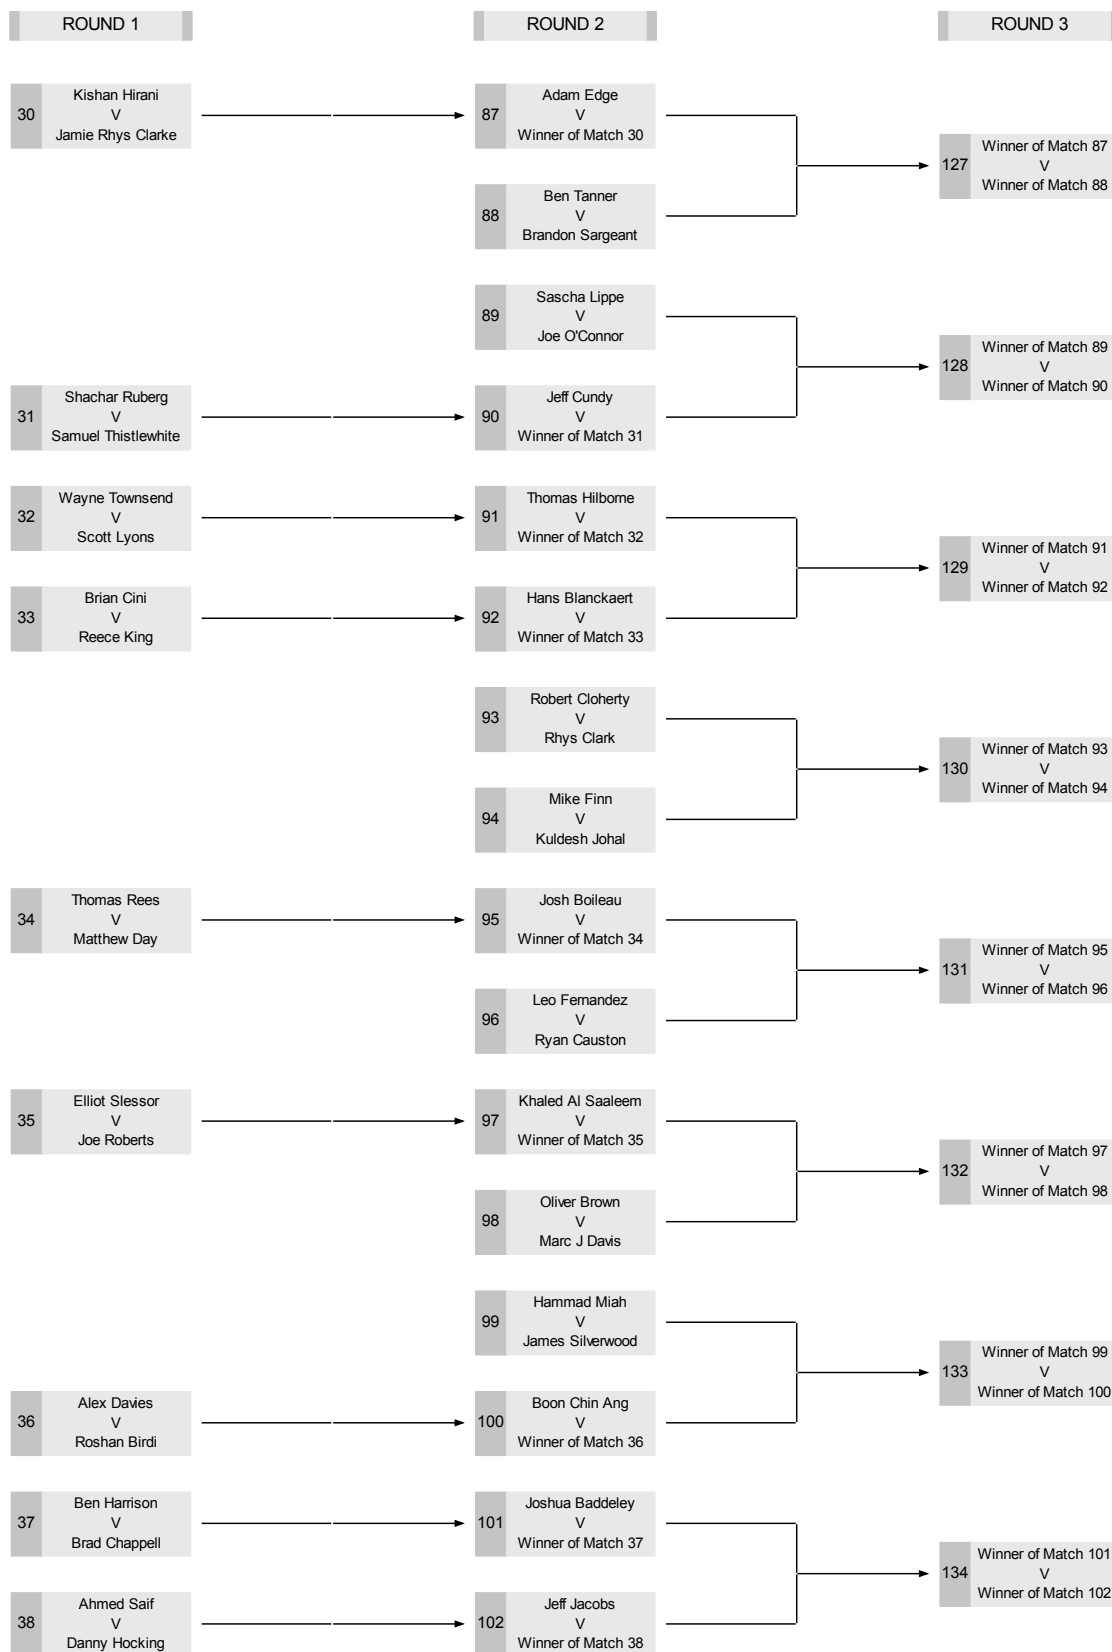 ROUND 1
ROUND 2
ROUND 3
30
Kishan Hirani
V
Jamie Rhys Clarke
87
Adam Edge
V
Winner of Match 30
127
Winner of Match 87
V
Winner of Match 88
88
Ben Tanner
V
Brandon Sargeant
89
Sascha Lippe
V
Joe O'Connor
128
Winner of Match 89
V
Winner of Match 90
31
Shachar Ruberg
V
Samuel Thistlewhite
90
Jeff Cundy
V
Winner of Match 31
32
Wayne Townsend
V
Scott Lyons
91
Thomas Hilborne
V
Winner of Match 32
129
Winner of Match 91
V
Winner of Match 92
33
Brian Cini
V
Reece King
92
Hans Blanckaert
V
Winner of Match 33
93
Robert Cloherty
V
Rhys Clark
130
Winner of Match 93
V
Winner of Match 94
94
Mike Finn
V
Kuldesh Johal
34
Thomas Rees
V
Matthew Day
95
Josh Boileau
V
Winner of Match 34
131
Winner of Match 95
V
Winner of Match 96
96
Leo Fernandez
V
Ryan Causton
35
Elliot Slessor
V
Joe Roberts
97
Khaled Al Saaleem
V
Winner of Match 35
132
Winner of Match 97
V
Winner of Match 98
98
Oliver Brown
V
Marc J Davis
99
Hammad Miah
V
James Silverwood
133
Winner of Match 99
V
Winner of Match 100
36
Alex Davies
V
Roshan Birdi
100
Boon Chin Ang
V
Winner of Match 36
37
Ben Harrison
V
Brad Chappell
101
Joshua Baddeley
V
Winner of Match 37
134
Winner of Match 101
V
Winner of Match 102
38
Ahmed Saif
V
Danny Hocking
102
Jeff Jacobs
V
Winner of Match 38